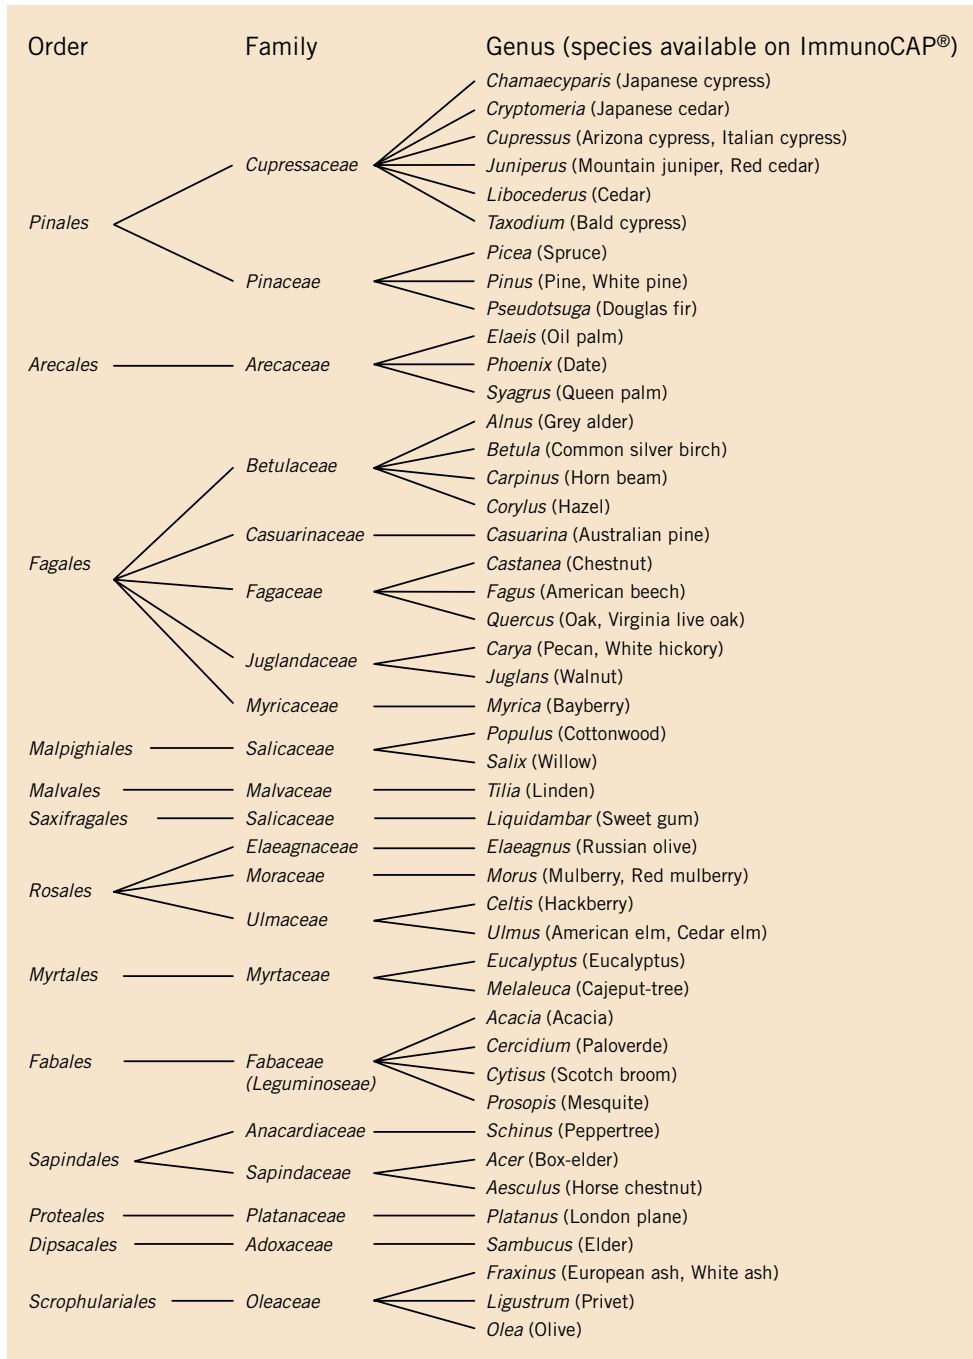 Order Family Genus (species available on ImmunoCAP®)
Chamaecyparis (Japanese cypress)
Cryptomeria (Japanese cedar)
Cupressus (Arizona cypress, Italian cypress)
Cupressaceae Juniperus (Mountain juniper, Red cedar)
Libocederus (Cedar)
Pinales Taxodium (Bald cypress)
Picea (Spruce)
Pinaceae Pinus (Pine, White pine)
Pseudotsuga (Douglas fir)
Elaeis (Oil palm)
Arecales Arecaceae Phoenix (Date)
Syagrus (Queen palm)
Alnus (Grey alder)
Betula (Common silver birch)
Betulaceae Carpinus (Horn beam)
Corylus (Hazel)
Casuarinaceae Casuarina (Australian pine)
Fagales Castanea (Chestnut)
Fagaceae Fagus (American beech)
Quercus (Oak, Virginia live oak)
Carya (Pecan, White hickory)
Juglandaceae Juglans (Walnut)
Myricaceae Myrica (Bayberry)
Populus (Cottonwood)
Malpighiales Salicaceae Salix (Willow)
Malvales Malvaceae Tilia (Linden)
Saxifragales Salicaceae Liquidambar (Sweet gum)
Elaeagnaceae Elaeagnus (Russian olive)
Moraceae Morus (Mulberry, Red mulberry)
Rosales Celtis (Hackberry)
Ulmaceae Ulmus (American elm, Cedar elm)
Eucalyptus (Eucalyptus)
Myrtales Myrtaceae Melaleuca (Cajeput-tree)
Acacia (Acacia)
Cercidium (Paloverde)
Fabales Fabaceae Cytisus (Scotch broom)
(Leguminoseae) Prosopis (Mesquite)
Anacardiaceae Schinus (Peppertree)
Sapindales Acer (Box-elder)
Sapindaceae Aesculus (Horse chestnut)
Proteales Platanaceae Platanus (London plane)
Dipsacales Adoxaceae Sambucus (Elder)
Fraxinus (European ash, White ash)
Scrophulariales Oleaceae Ligustrum (Privet)
Olea (Olive)